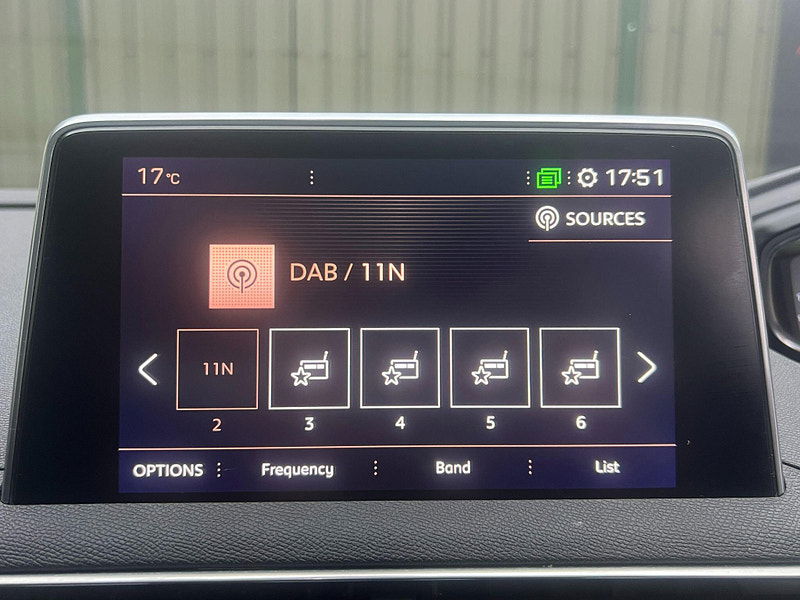 17°C 17:51
SOURCES
DAB / 11N
11N
2 3 4 5 6
OPTIONS Frequency Band List